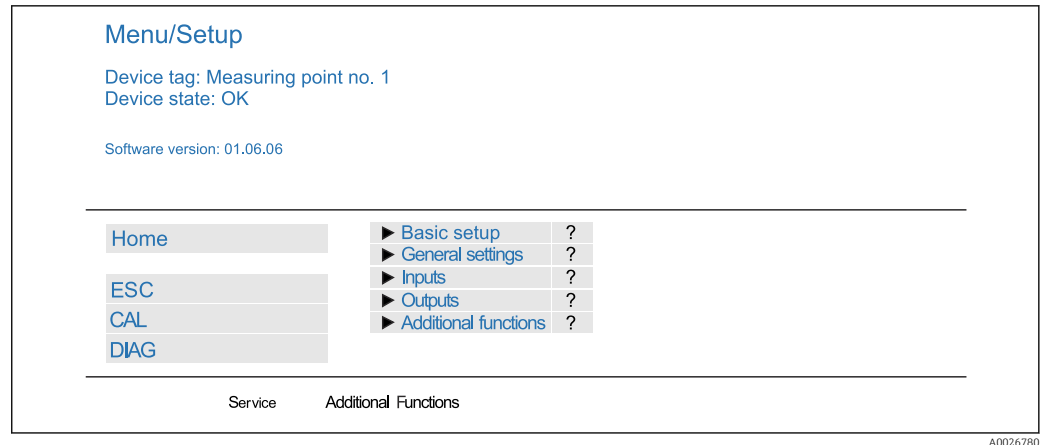 Menu/Setup
Device tag: Measuring point no. 1
Device state: OK
Software version: 01.06.06
Home
ESC
CAL
DIAG
► Basic setup ?
► General settings ?
► Inputs ?
► Outputs ?
► Additional functions ?
Service Additional Functions
A0026780